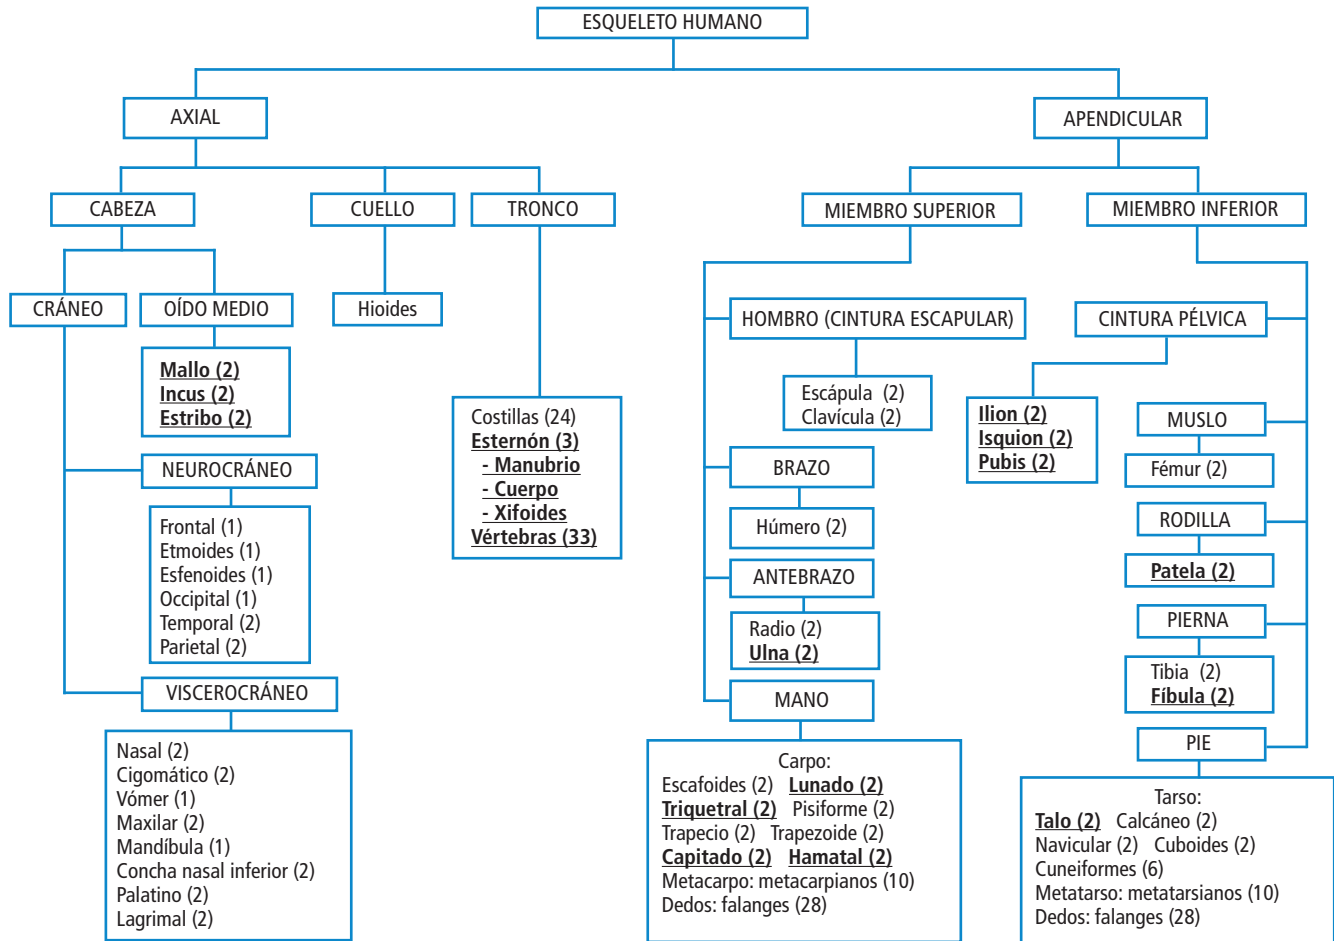 ESQUELETO HUMANO
AXIAL
APENDICULAR
CABEZA
CUELLO
TRONCO
MIEMBRO SUPERIOR
MIEMBRO INFERIOR
CRÁNEO
OÍDO MEDIO
Hioides
HOMBRO (CINTURA ESCAPULAR)
CINTURA PÉLVICA
Mallo (2)
Incus (2)
Estribo (2)
Costillas (24)
Esternón (3)
- Manubrio
- Cuerpo
- Xifoides
Vértebras (33)
NEUROCRÁNEO
Frontal (1)
Etmoides (1)
Esfenoides (1)
Occipital (1)
Temporal (2)
Parietal (2)
VISCEROCRÁNEO
Nasal (2)
Cigomático (2)
Vómer (1)
Maxilar (2)
Mandíbula (1)
Concha nasal inferior (2)
Palatino (2)
Lagrimal (2)
Escápula (2)
Clavícula (2)
BRAZO
Húmero (2)
ANTEBRAZO
Radio (2)
Ulna (2)
MANO
Carpo:
Escafoides (2) Lunado (2)
Triquetral (2) Pisiforme (2)
Trapecio (2) Trapezoide (2)
Capitado (2) Hamatal (2)
Metacarpo: metacarpianos (10)
Dedos: falanges (28)
Ilion (2)
Isquion (2)
Pubis (2)
MUSLO
Fémur (2)
RODILLA
Patela (2)
PIERNA
Tibia (2)
Fíbula (2)
PIE
Tarso:
Talo (2) Calcáneo (2)
Navicular (2) Cuboides (2)
Cuneiformes (6)
Metatarso: metatarsianos (10)
Dedos: falanges (28)